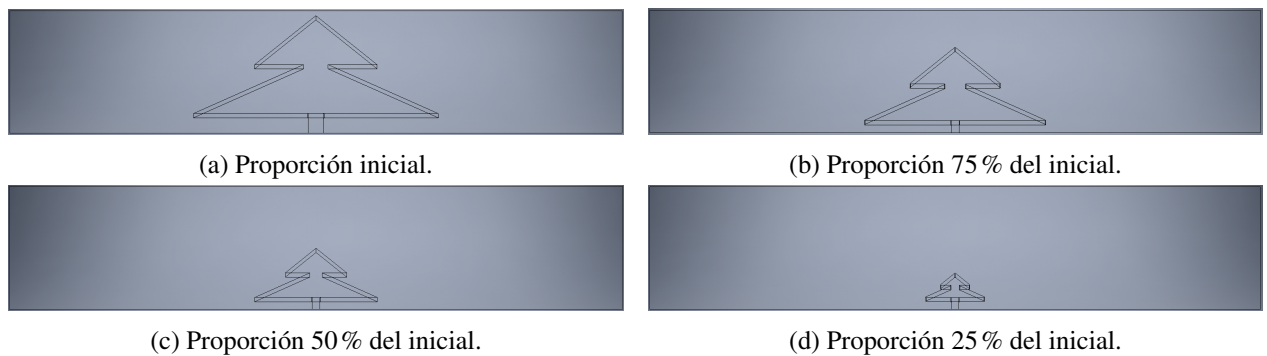 (a) Proporción inicial.
(b) Proporción 75 % del inicial.
(c) Proporción 50 % del inicial.
(d) Proporción 25 % del inicial.